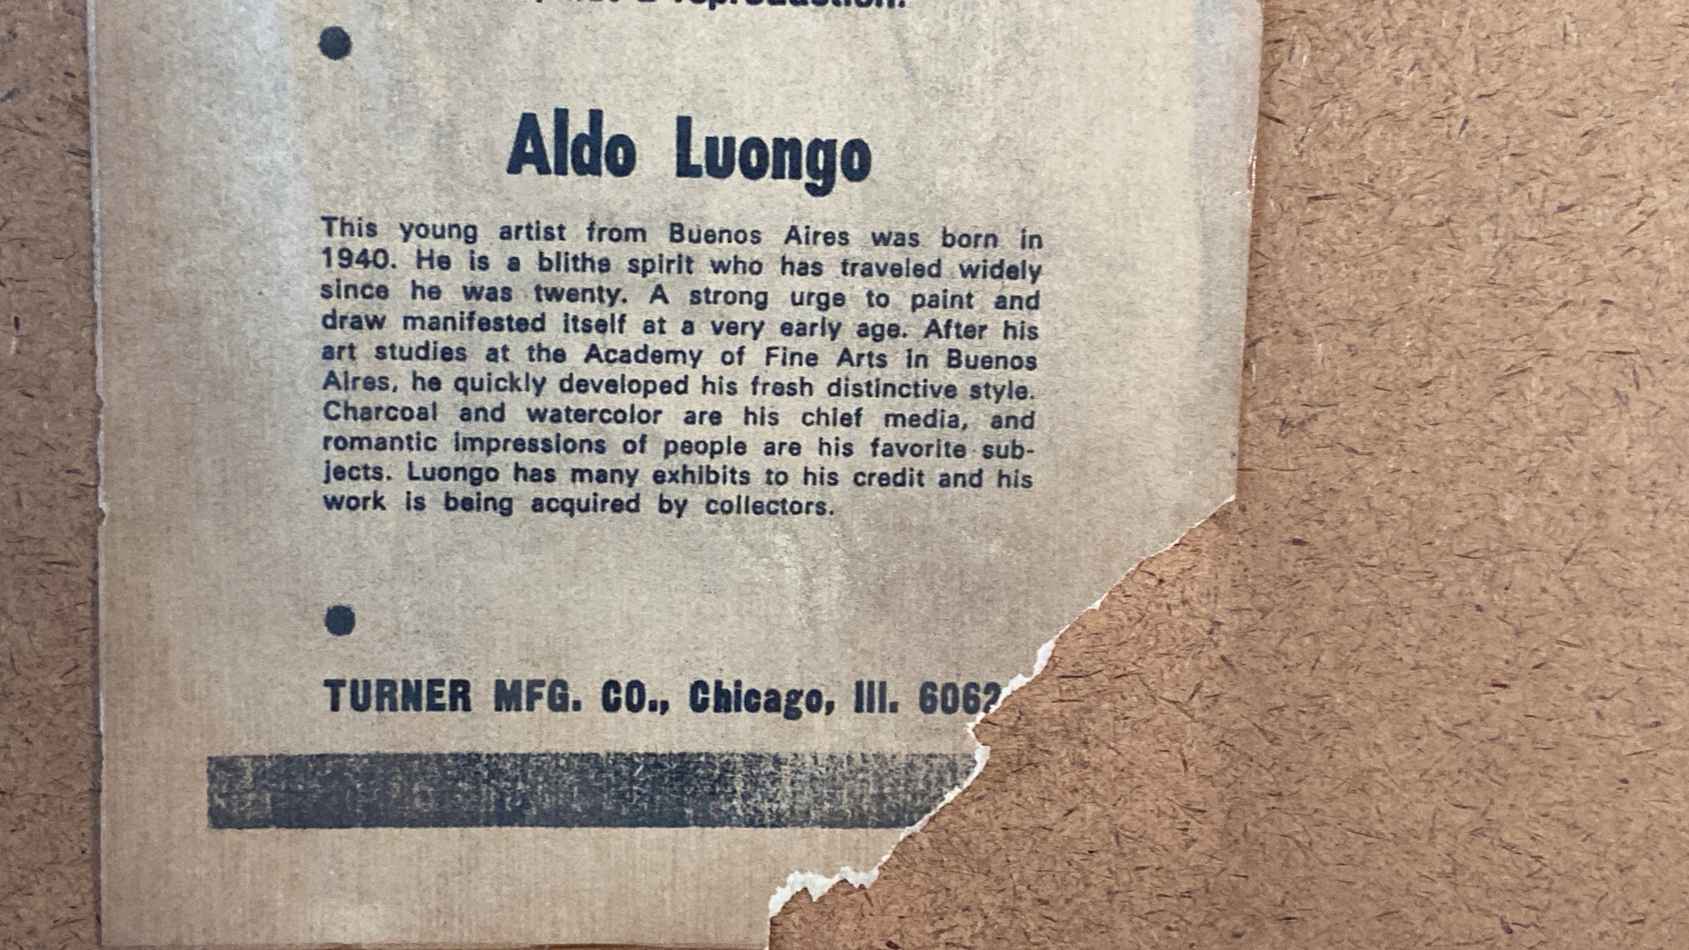 reproduction.
Aldo Luongo
This young artist from Buenos Aires was born in
1940. He is a blithe spirit who has traveled widely
since he was twenty. A strong urge to paint and
draw manifested itself at a very early age. After his
art studies at the Academy of Fine Arts in Buenos
Aires, he quickly developed his fresh distinctive style.
Charcoal and watercolor are his chief media, and
romantic impressions of people are his favorite sub-
jects. Luongo has many exhibits to his credit and his
work is being acquired by collectors.
TURNER MFG. CO., Chicago, Ill. 6062